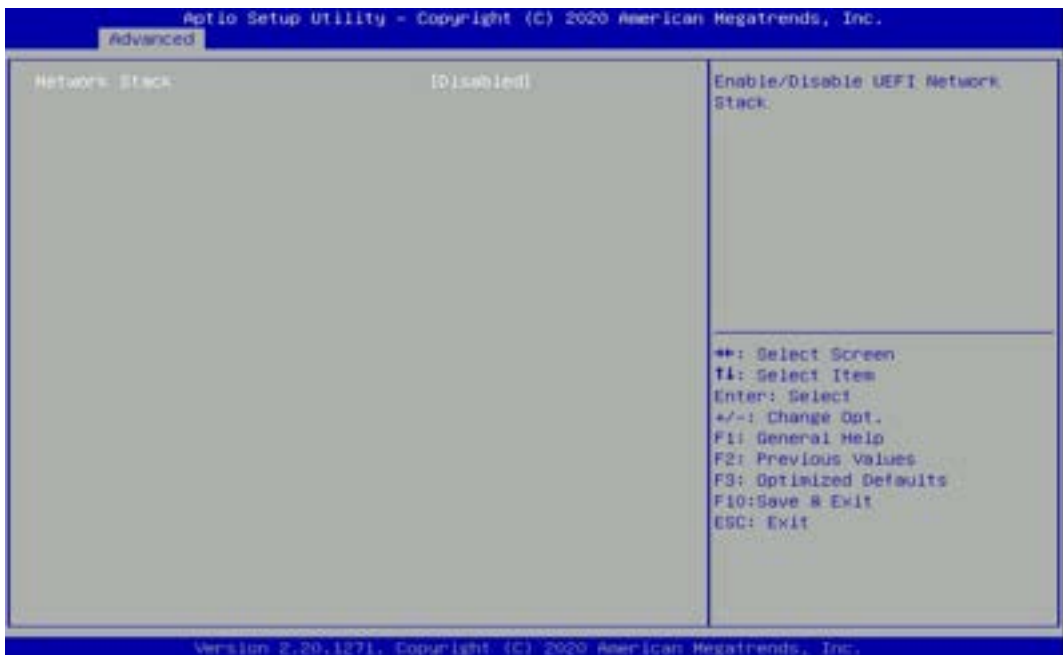 Aptio Setup Utility - Copyright (C) 2020 American Megatrends, Inc.
Advanced
Network Stack [Disabled]
Enable/Disable UEFI Network
Stack
→←: Select Screen
↑↓: Select Item
Enter: Select
+/-: Change Opt.
F1: General Help
F2: Previous Values
F3: Optimized Defaults
F10:Save & Exit
ESC: Exit
Version 2.20.1271. Copyright (C) 2020 American Megatrends, Inc.